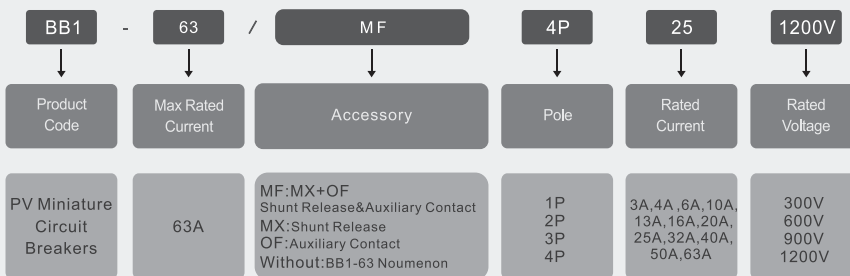 BB1 - 63 / MF 4P 25 1200V
Product Code
Max Rated Current
Accessory
Pole
Rated Current
Rated Voltage
PV Miniature
Circuit
Breakers
63A
MF:MX+OF
Shunt Release&Auxiliary Contact
MX:Shunt Release
OF:Auxiliary Contact
Without:BB1-63 Noumenon
1P
2P
3P
4P
3A,4A ,6A,10A,
13A,16A,20A,
25A,32A,40A,
50A,63A
300V
600V
900V
1200V